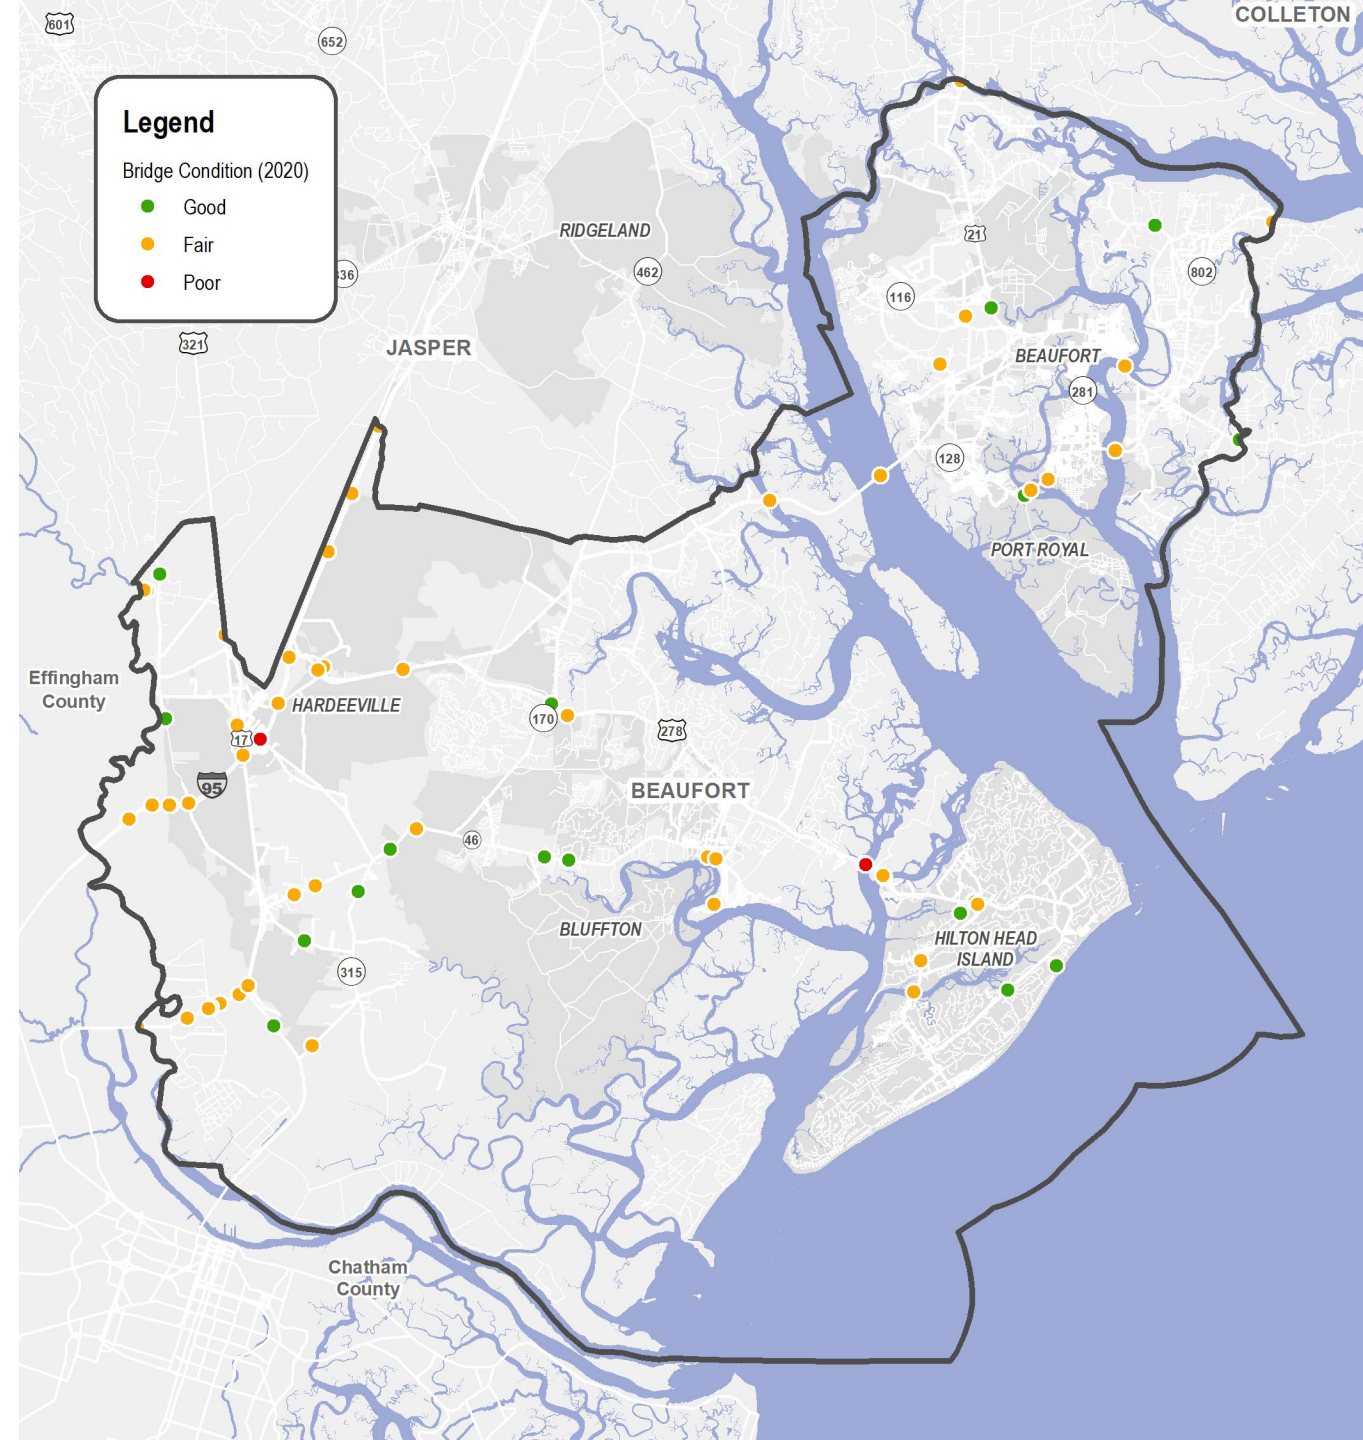 COLLETON
601
652
Legend
Bridge Condition (2020)
Good
Fair
Poor
RIDGELAND
462
21
802
116
321
JASPER
BEAUFORT
281
128
PORT ROYAL
Effingham
County
HARDEEVILLE
170
278
17
95
BEAUFORT
46
BLUFFTON
HILTON HEAD
ISLAND
315
Chatham
County